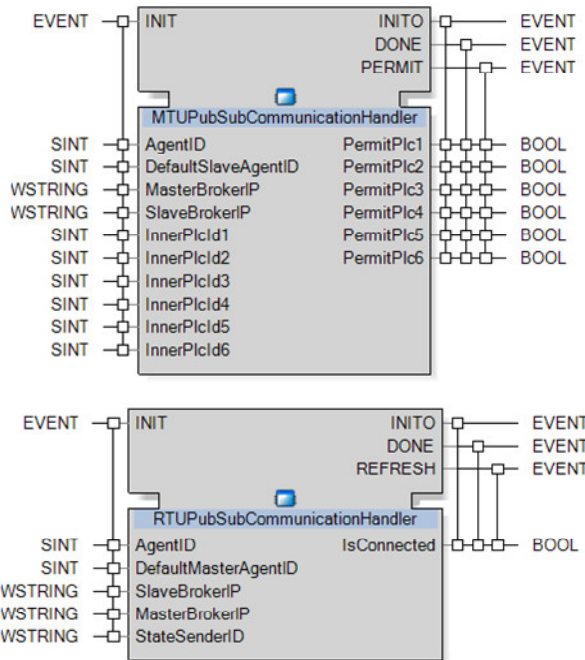 EVENT INIT INITO EVENT
DONE EVENT
PERMIT EVENT
MTUPubSubCommunicationHandler
SINT AgentID PermitPlc1 BOOL
SINT DefaultSlaveAgentID PermitPlc2 BOOL
WSTRING MasterBrokerIP PermitPlc3 BOOL
WSTRING SlaveBrokerIP PermitPlc4 BOOL
SINT InnerPlcId1 PermitPlc5 BOOL
SINT InnerPlcId2 PermitPlc6 BOOL
SINT InnerPlcId3
SINT InnerPlcId4
SINT InnerPlcId5
SINT InnerPlcId6
EVENT INIT INITO EVENT
DONE EVENT
REFRESH EVENT
RTUPubSubCommunicationHandler
SINT AgentID IsConnected BOOL
SINT DefaultMasterAgentID
WSTRING SlaveBrokerIP
WSTRING MasterBrokerIP
WSTRING StateSenderID